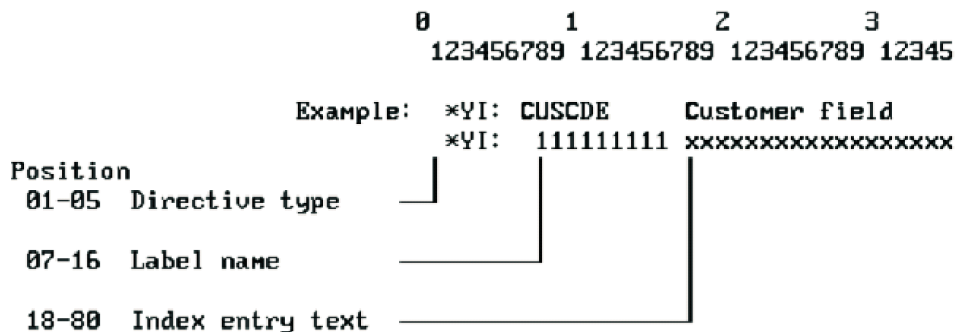 0 1 2 3
123456789 123456789 123456789 12345
Example: *YI: CUSCDE Customer field
*YI: 111111111 xxxxxxxxxxxxxxxxxx
Position
01-05 Directive type
07-16 Label name
18-80 Index entry text